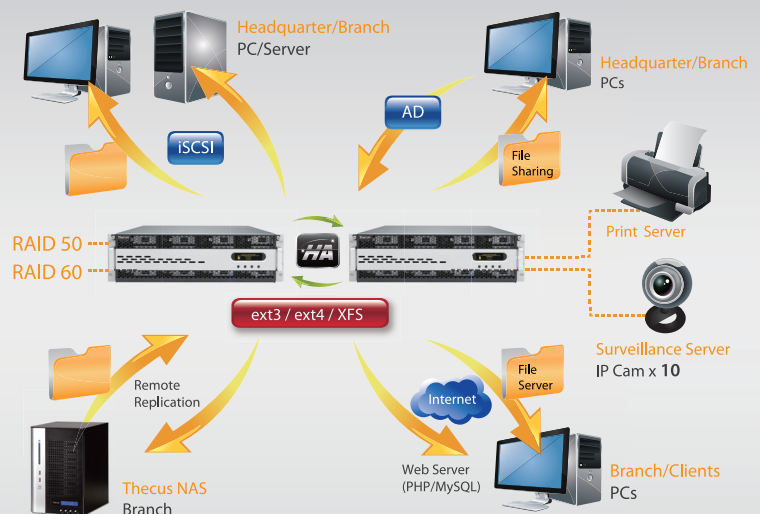 Headquarter/Branch
PC/Server
Headquarter/Branch
PCs
AD
iSCSI
File
Sharing
Print Server
RAID 50
RAID 60
HA
ext3 / ext4 / XFS
Surveillance Server
IP Cam x 10
Remote
Replication
File
Server
Internet
Web Server
(PHP/MySQL)
Thecus NAS
Branch
Branch/Clients
PCs